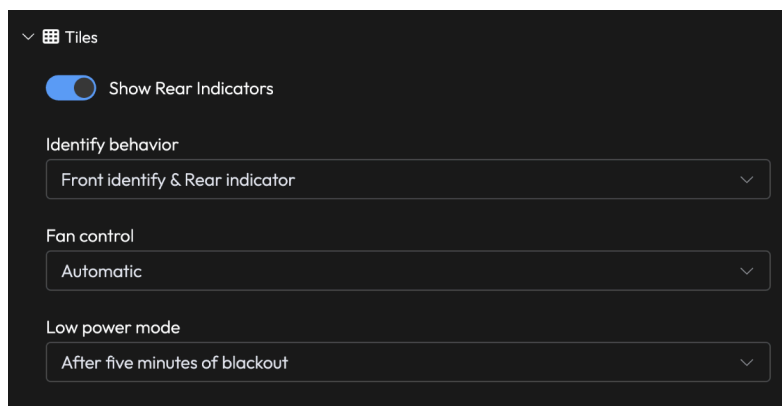 Tiles
Show Rear Indicators
Identify behavior
Front identify & Rear indicator
Fan control
Automatic
Low power mode
After five minutes of blackout